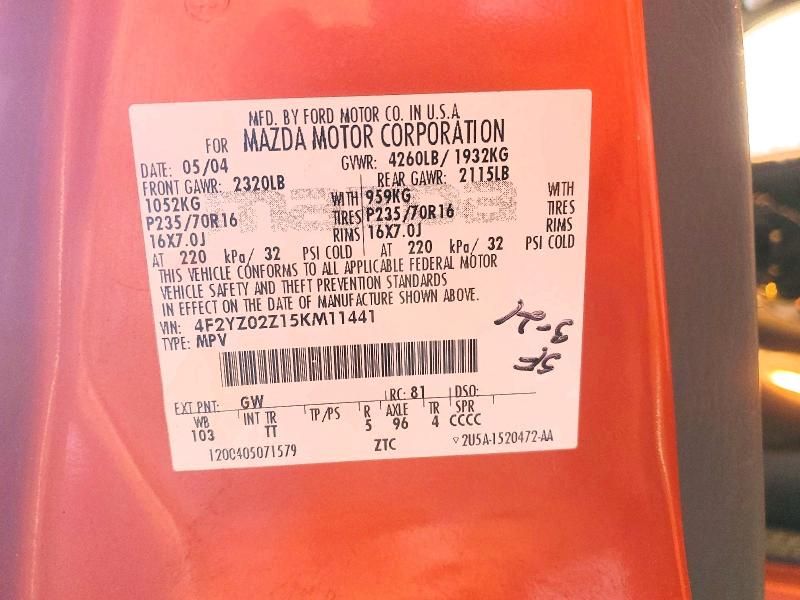 MFD. BY FORD MOTOR CO. IN U.S.A.
FOR MAZDA MOTOR CORPORATION
DATE: 05/04 GVWR: 4260LB/ 1932KG
FRONT GAWR: 2320LB REAR GAWR: 2115LB
1052KG WITH 959KG WITH
P235/70R16 TIRES P235/70R16 TIRES
16X7.0J RIMS 16X7.0J RIMS
AT 220 kPa/ 32 PSI COLD AT 220 kPa/ 32 PSI COLD
THIS VEHICLE CONFORMS TO ALL APPLICABLE FEDERAL MOTOR
VEHICLE SAFETY AND THEFT PREVENTION STANDARDS
IN EFFECT ON THE DATE OF MANUFACTURE SHOWN ABOVE.
VIN: 4F2YZ02Z15KM11441
TYPE: MPV
3-21
SF
EXT PNT: GW RC: 81 DSO:
WB INT TR TP/PS R AXLE TR SPR
103 TT 5 96 4 CCCC
120C405071579 ZTC 2U5A-1520472-AA